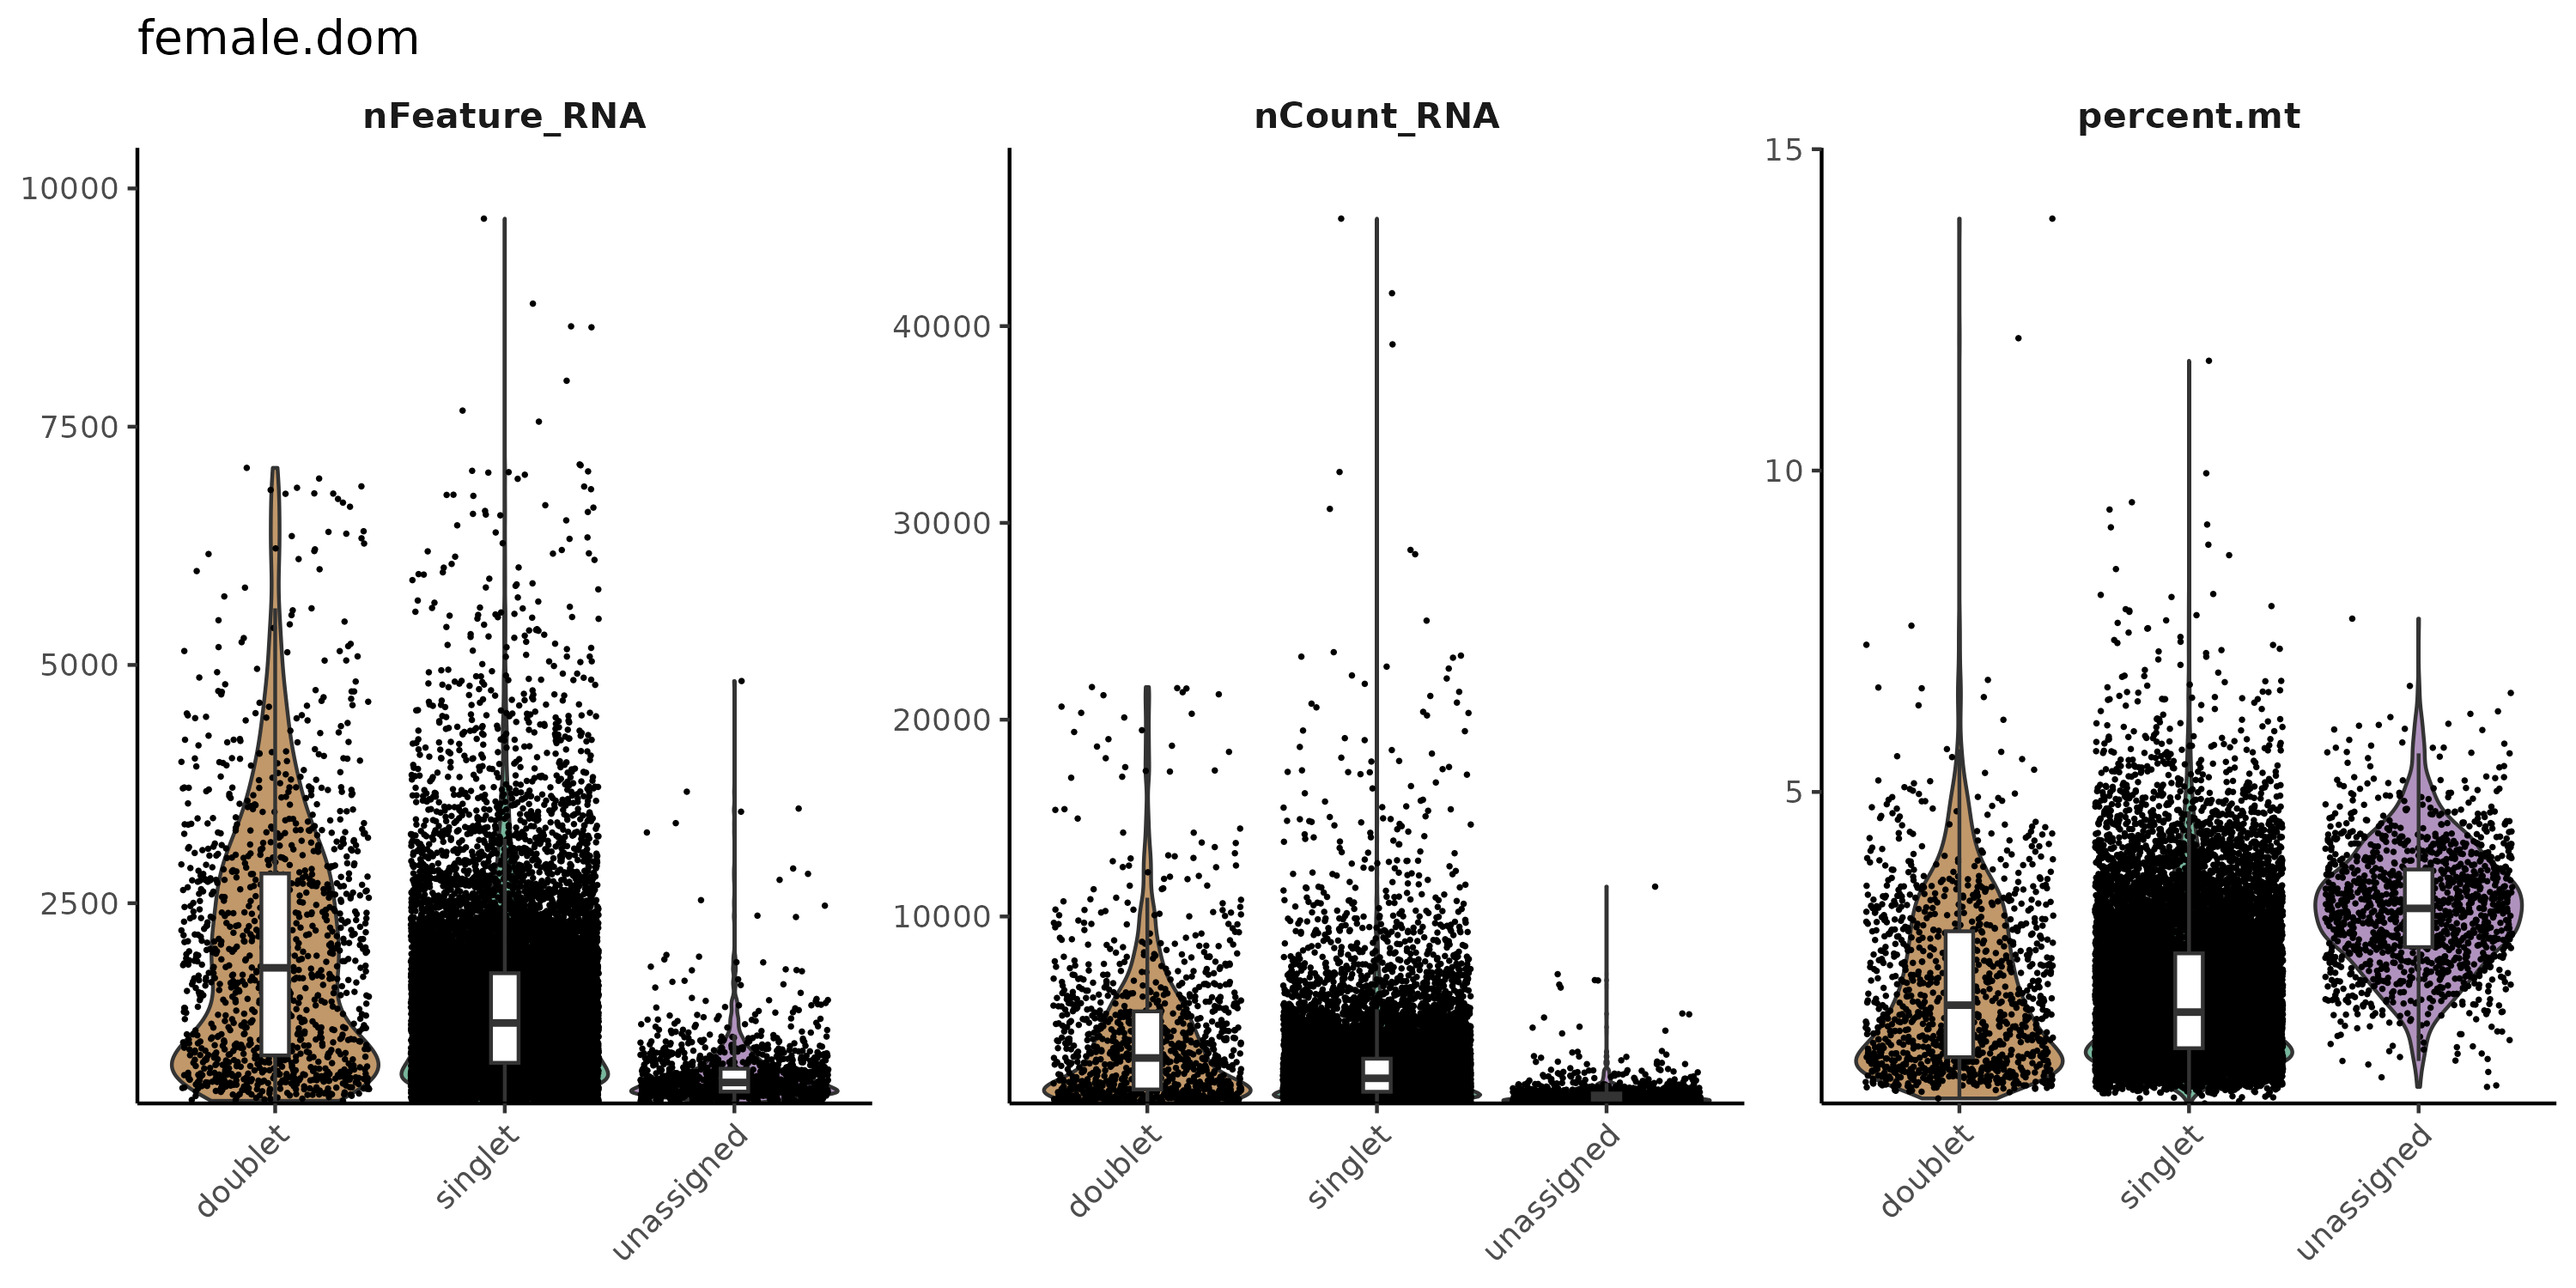 female.dom
nFeature_RNA
10000
7500
5000
2500
doublet
singlet
unassigned
nCount_RNA
40000
30000
20000
10000
doublet
singlet
unassigned
percent.mt
15
10
5
doublet
singlet
unassigned